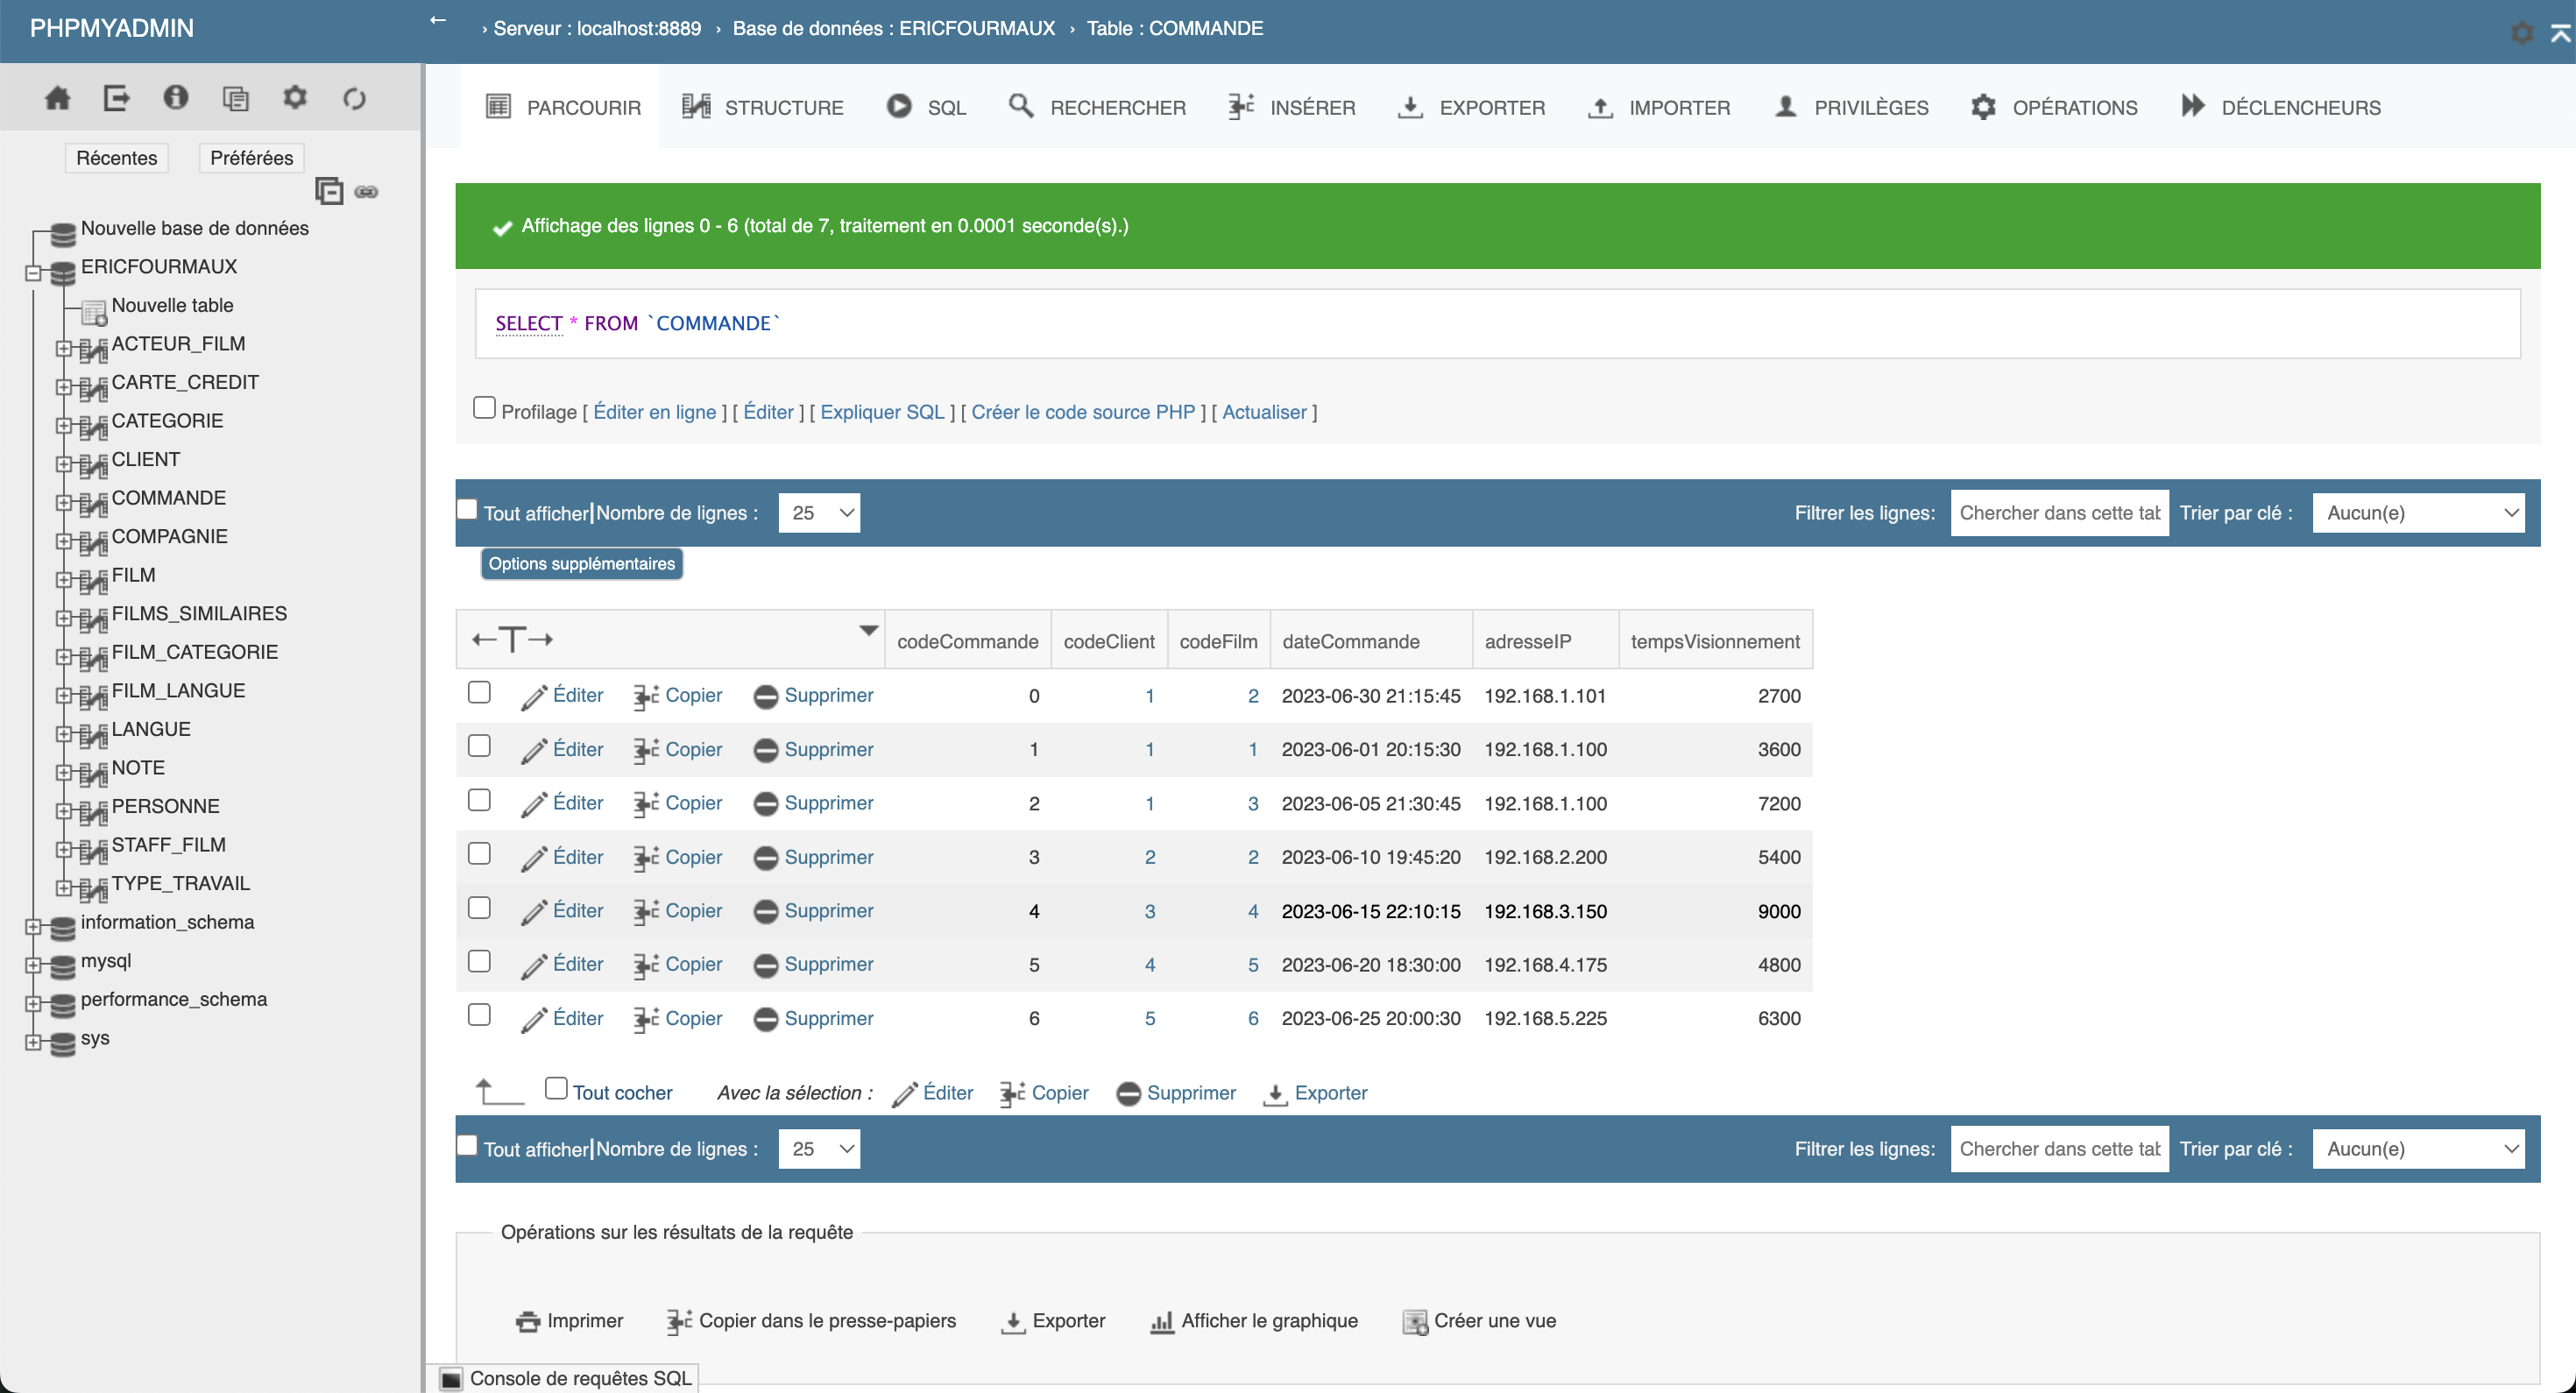 PHPMYADMIN
← › Serveur : localhost:8889 › Base de données : ERICFOURMAUX › Table : COMMANDE
Récentes Préférées
Nouvelle base de données
ERICFOURMAUX
Nouvelle table
ACTEUR_FILM
CARTE_CREDIT
CATEGORIE
CLIENT
COMMANDE
COMPAGNIE
FILM
FILMS_SIMILAIRES
FILM_CATEGORIE
FILM_LANGUE
LANGUE
NOTE
PERSONNE
STAFF_FILM
TYPE_TRAVAIL
information_schema
mysql
performance_schema
sys
PARCOURIR STRUCTURE SQL RECHERCHER INSÉRER EXPORTER IMPORTER PRIVILÈGES OPÉRATIONS DÉCLENCHEURS
Affichage des lignes 0 - 6 (total de 7, traitement en 0.0001 seconde(s).)
SELECT * FROM `COMMANDE`
Profilage [ Éditer en ligne ] [ Éditer ] [ Expliquer SQL ] [ Créer le code source PHP ] [ Actualiser ]
Tout afficher | Nombre de lignes : 25 Filtrer les lignes: Chercher dans cette tab Trier par clé : Aucun(e)
Options supplémentaires
←T→ codeCommande codeClient codeFilm dateCommande adresseIP tempsVisionnement
Éditer Copier Supprimer 0 1 2 2023-06-30 21:15:45 192.168.1.101 2700
Éditer Copier Supprimer 1 1 1 2023-06-01 20:15:30 192.168.1.100 3600
Éditer Copier Supprimer 2 1 3 2023-06-05 21:30:45 192.168.1.100 7200
Éditer Copier Supprimer 3 2 2 2023-06-10 19:45:20 192.168.2.200 5400
Éditer Copier Supprimer 4 3 4 2023-06-15 22:10:15 192.168.3.150 9000
Éditer Copier Supprimer 5 4 5 2023-06-20 18:30:00 192.168.4.175 4800
Éditer Copier Supprimer 6 5 6 2023-06-25 20:00:30 192.168.5.225 6300
Tout cocher Avec la sélection : Éditer Copier Supprimer Exporter
Tout afficher | Nombre de lignes : 25 Filtrer les lignes: Chercher dans cette tab Trier par clé : Aucun(e)
Opérations sur les résultats de la requête
Imprimer Copier dans le presse-papiers Exporter Afficher le graphique Créer une vue
Console de requêtes SQL